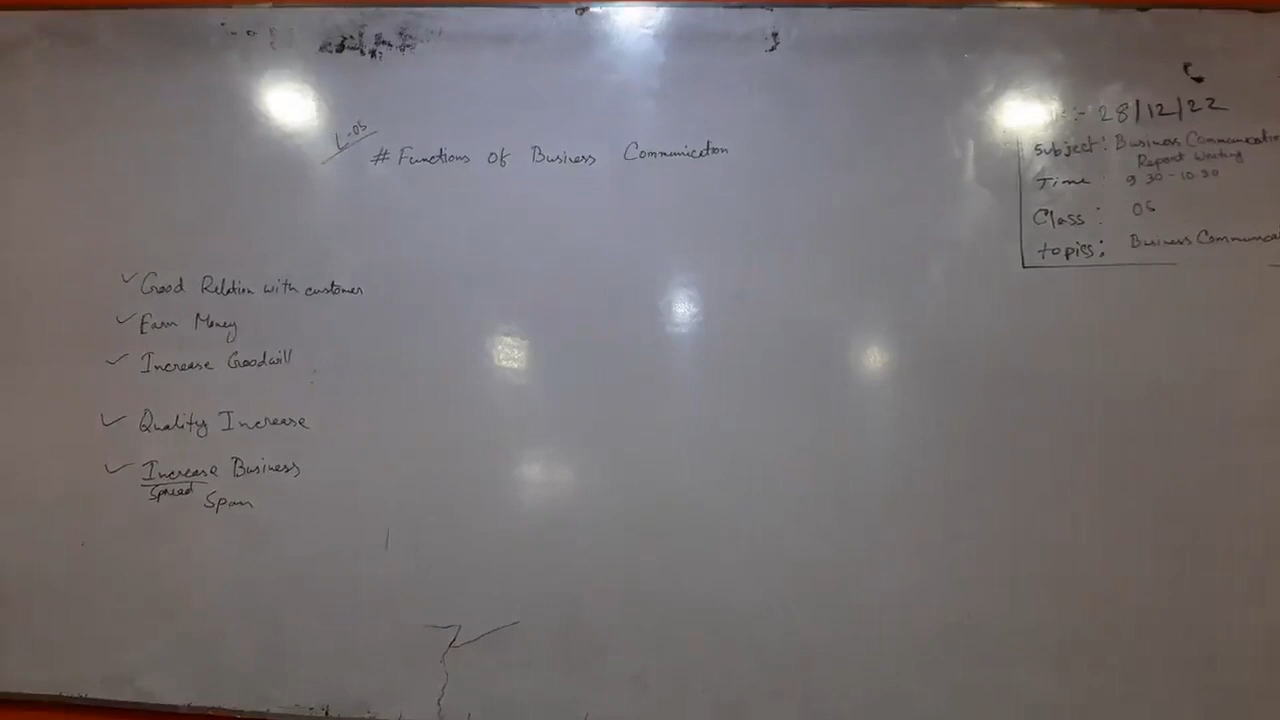 L-05
# Functions Of Business Communication
✓ Good Relation with customer
✓ Earn Money
✓ Increase Goodwill
✓ Quality Increase
✓ Increase Business
Spread Span
:- 28/12/22
Subject: Business Communicatio
Report Writing
Time : 9 30-10.30
Class : 05
topics: Business Communica